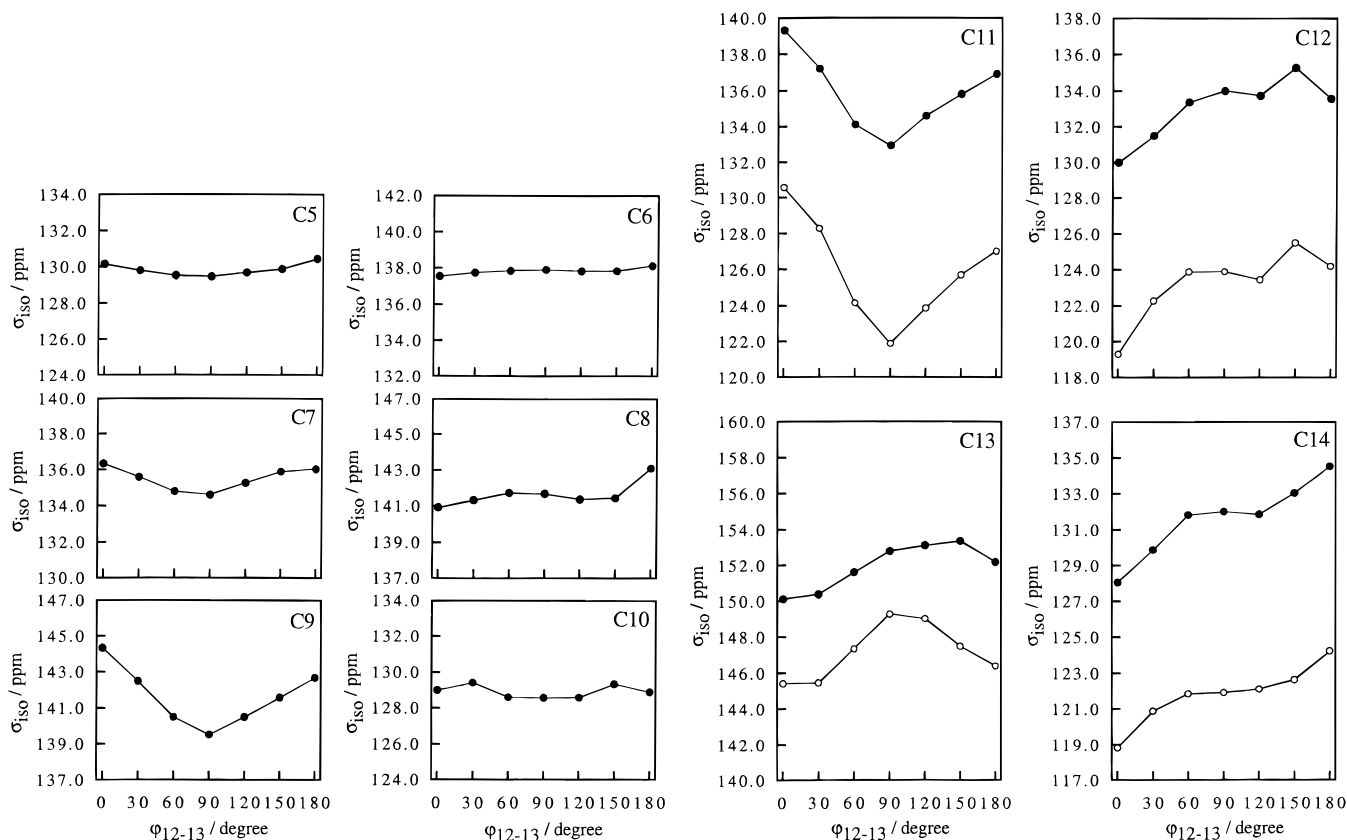 C5
134.0
132.0
130.0
128.0
126.0
124.0
σiso / ppm
C6
142.0
140.0
138.0
136.0
134.0
132.0
σiso / ppm
C7
140.0
138.0
136.0
134.0
132.0
130.0
σiso / ppm
C8
147.0
145.0
143.0
141.0
139.0
137.0
σiso / ppm
C9
147.0
145.0
143.0
141.0
139.0
137.0
σiso / ppm
0 30 60 90 120 150 180
φ12-13 / degree
C10
134.0
132.0
130.0
128.0
126.0
124.0
σiso / ppm
0 30 60 90 120 150 180
φ12-13 / degree
C11
140.0
138.0
136.0
134.0
132.0
130.0
128.0
126.0
124.0
122.0
120.0
σiso / ppm
C12
138.0
136.0
134.0
132.0
130.0
128.0
126.0
124.0
122.0
120.0
118.0
σiso / ppm
C13
160.0
158.0
156.0
154.0
152.0
150.0
148.0
146.0
144.0
142.0
140.0
σiso / ppm
0 30 60 90 120 150 180
φ12-13 / degree
C14
137.0
135.0
133.0
131.0
129.0
127.0
125.0
123.0
121.0
119.0
117.0
σiso / ppm
0 30 60 90 120 150 180
φ12-13 / degree